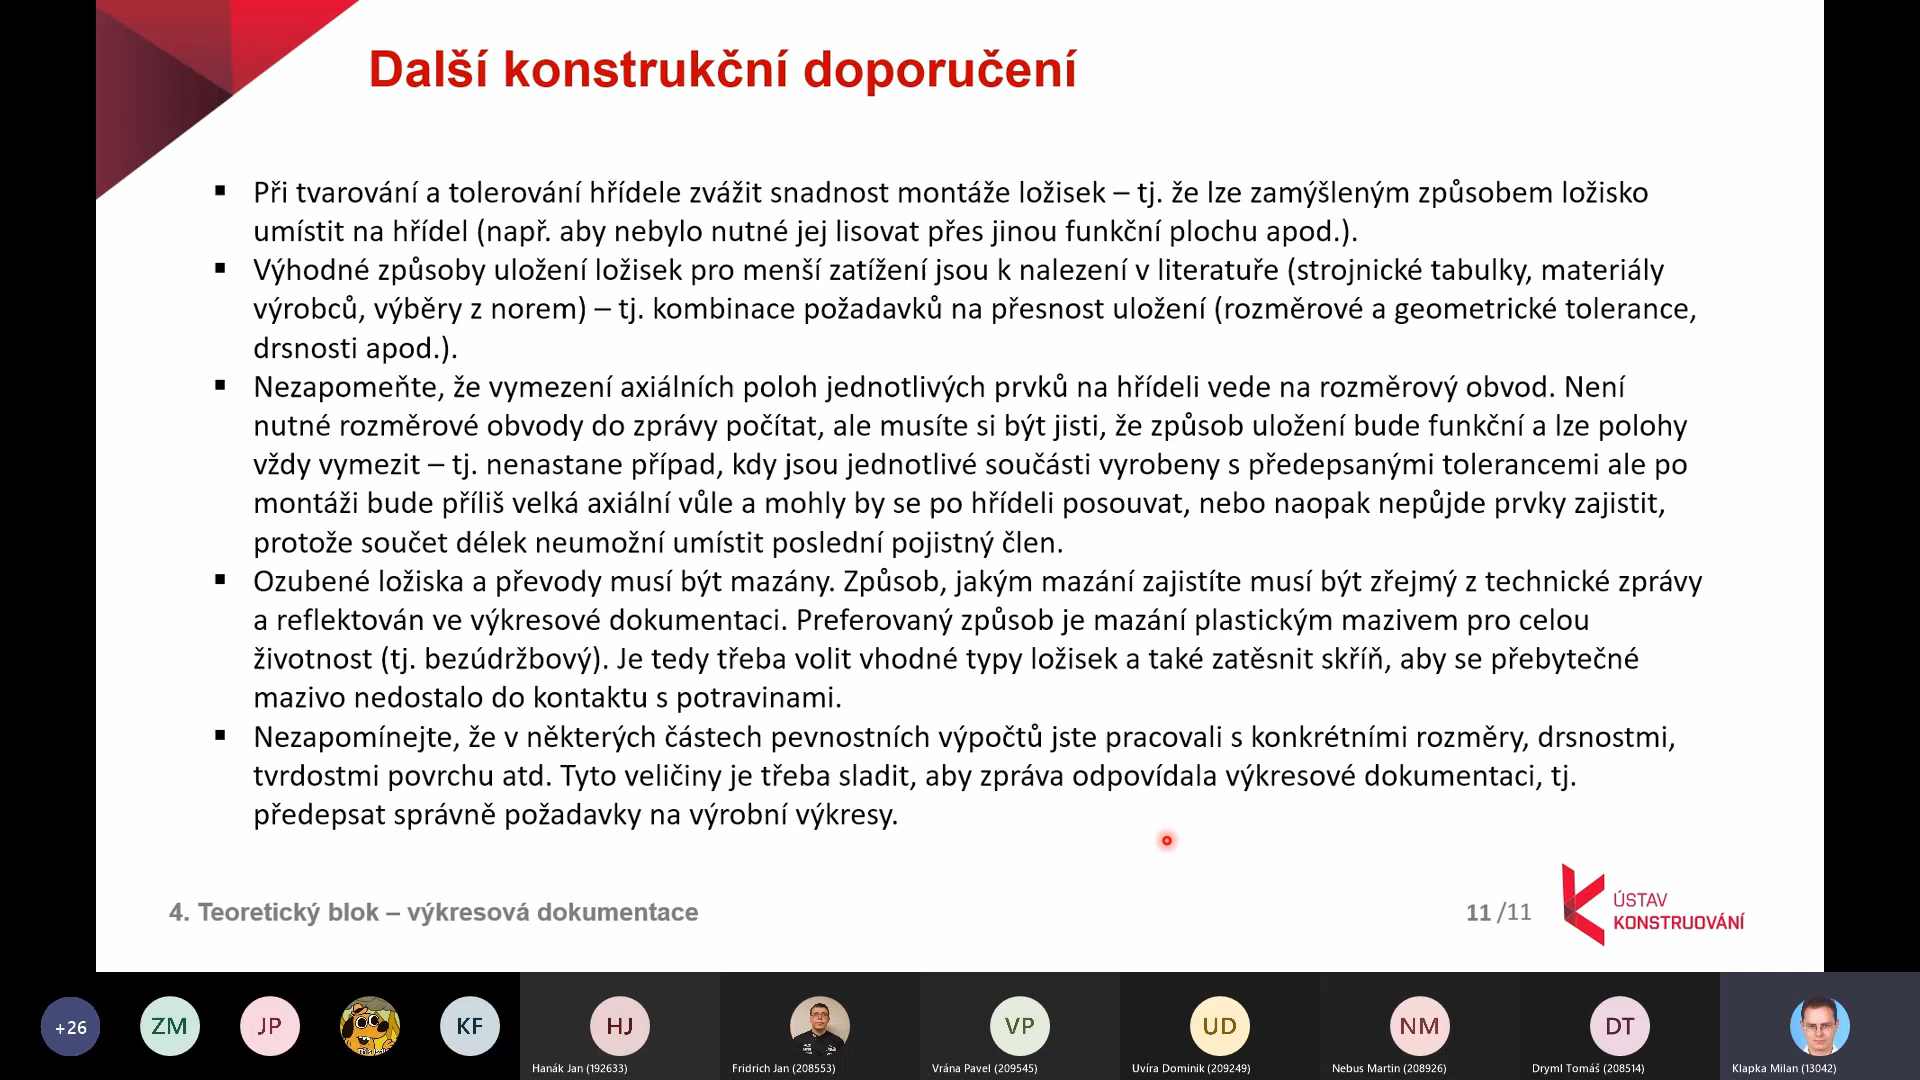 Další konstrukční doporučení
▪ Při tvarování a tolerování hřídele zvážit snadnost montáže ložisek – tj. že lze zamýšleným způsobem ložisko
umístit na hřídel (např. aby nebylo nutné jej lisovat přes jinou funkční plochu apod.).
▪ Výhodné způsoby uložení ložisek pro menší zatížení jsou k nalezení v literatuře (strojnické tabulky, materiály
výrobců, výběry z norem) – tj. kombinace požadavků na přesnost uložení (rozměrové a geometrické tolerance,
drsnosti apod.).
▪ Nezapomeňte, že vymezení axiálních poloh jednotlivých prvků na hřídeli vede na rozměrový obvod. Není
nutné rozměrové obvody do zprávy počítat, ale musíte si být jisti, že způsob uložení bude funkční a lze polohy
vždy vymezit – tj. nenastane případ, kdy jsou jednotlivé součásti vyrobeny s předepsanými tolerancemi ale po
montáži bude příliš velká axiální vůle a mohly by se po hřídeli posouvat, nebo naopak nepůjde prvky zajistit,
protože součet délek neumožní umístit poslední pojistný člen.
▪ Ozubené ložiska a převody musí být mazány. Způsob, jakým mazání zajistíte musí být zřejmý z technické zprávy
a reflektován ve výkresové dokumentaci. Preferovaný způsob je mazání plastickým mazivem pro celou
životnost (tj. bezúdržbový). Je tedy třeba volit vhodné typy ložisek a také zatěsnit skříň, aby se přebytečné
mazivo nedostalo do kontaktu s potravinami.
▪ Nezapomínejte, že v některých částech pevnostních výpočtů jste pracovali s konkrétními rozměry, drsnostmi,
tvrdostmi povrchu atd. Tyto veličiny je třeba sladit, aby zpráva odpovídala výkresové dokumentaci, tj.
předepsat správně požadavky na výrobní výkresy.
4. Teoretický blok – výkresová dokumentace
11 /11
ÚSTAV
KONSTRUOVÁNÍ
+26
ZM
JP
KF
HJ
VP
UD
NM
DT
Hanák Jan (192633)
Fridrich Jan (208553)
Vrána Pavel (209545)
Uvíra Dominik (209249)
Nebus Martin (208926)
Dryml Tomáš (208514)
Klapka Milan (13042)